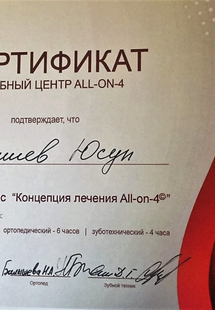 РТИФИКАТ
БНЫЙ ЦЕНТР ALL-ON-4
подтверждает, что
Юсуп
с "Концепция лечения All-on-4©"
ортопедический - 6 часов | зуботехнический - 4 часа
Ортопед Зубной техник